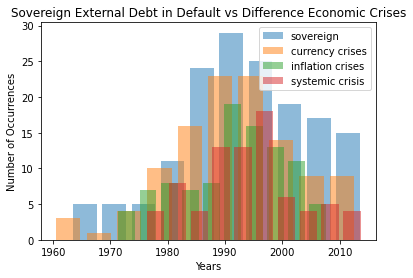 Sovereign External Debt in Default vs Difference Economic Crises
sovereign
currency crises
inflation crises
systemic crisis
Number of Occurrences
30
25
20
15
10
5
0
1960
1970
1980
1990
2000
2010
Years